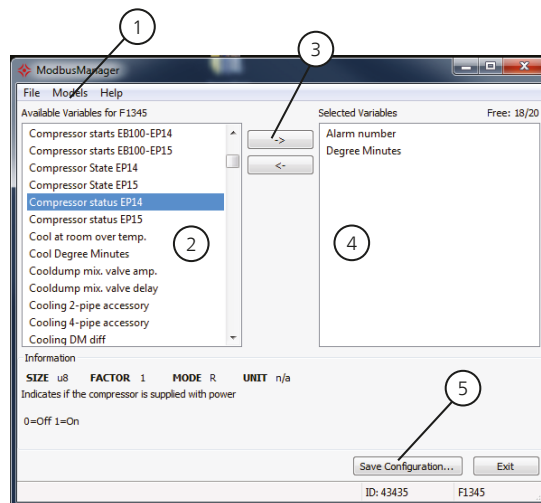 1
3
ModbusManager
File Models Help
Available Variables for F1345
Selected Variables Free: 18/20
Compressor starts EB100-EP14
Compressor starts EB100-EP15
Compressor State EP14
Compressor State EP15
Compressor status EP14
Compressor status EP15
Cool at room over temp.
Cool Degree Minutes
Cooldump mix. valve amp.
Cooldump mix. valve delay
Cooling 2-pipe accessory
Cooling 4-pipe accessory
Cooling DM diff
2
->
<-
Alarm number
Degree Minutes
4
Information
SIZE u8 FACTOR 1 MODE R UNIT n/a
Indicates if the compressor is supplied with power
0=Off 1=On
5
Save Configuration... Exit
ID: 43435 F1345